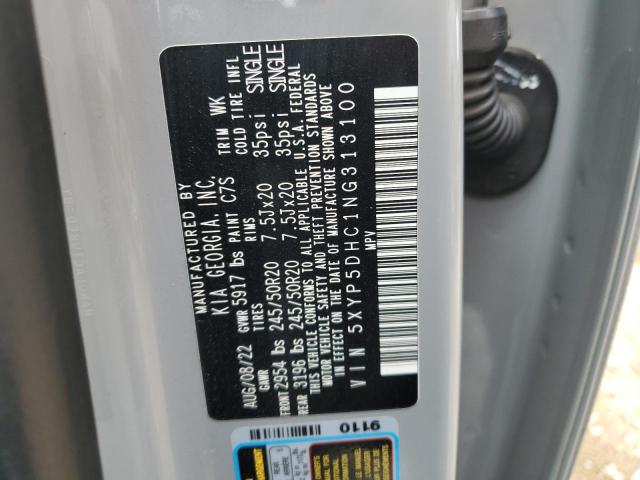 MANUFACTURED BY
KIA GEORGIA, INC.
AUG/08/22 GVWR 5917 lbs PAINT C7S TRIM WK
GAWR TIRES RIMS COLD TIRE INFL
FRONT 2954 lbs 245/50R20 7.5Jx20 35psi SINGLE
REAR 3196 lbs 245/50R20 7.5Jx20 35psi SINGLE
THIS VEHICLE CONFORMS TO ALL APPLICABLE U.S.A. FEDERAL
MOTOR VEHICLE SAFETY AND THEFT PREVENTION STANDARDS
IN EFFECT ON THE DATE OF MANUFACTURE SHOWN ABOVE
VIN 5XYP5DHC1NG313100
MPV
9110